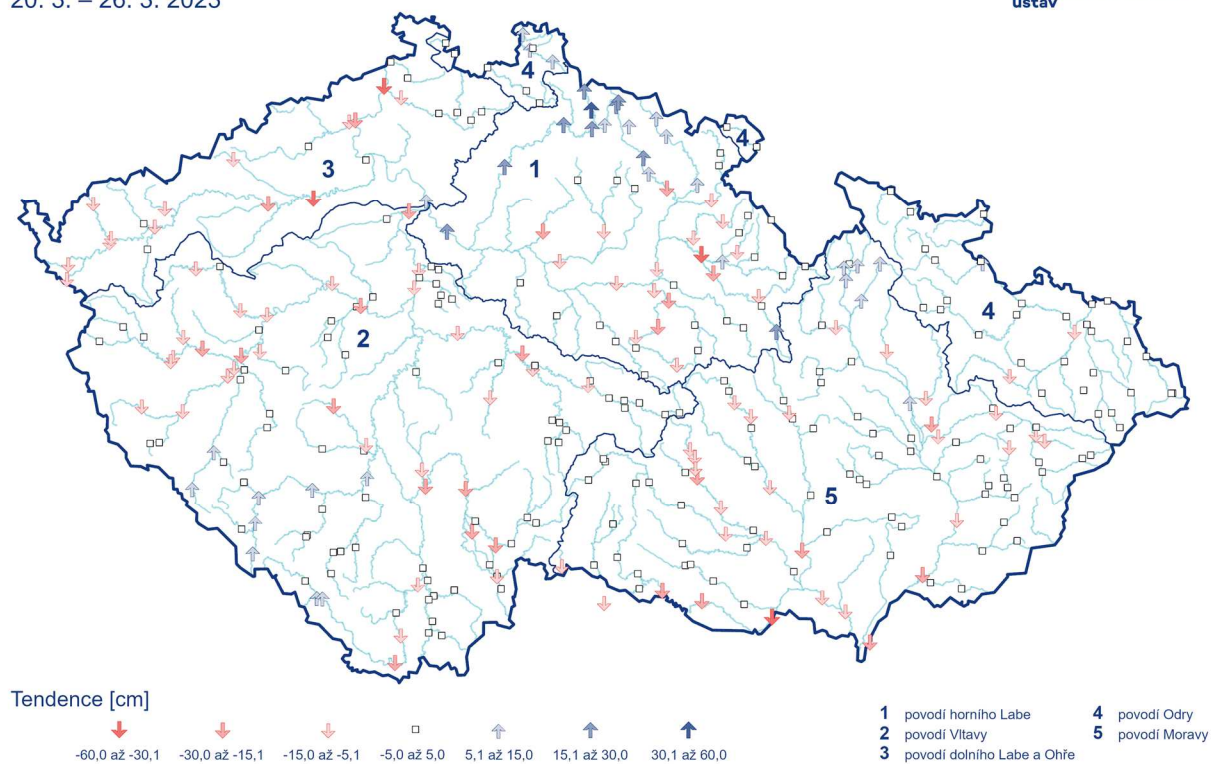 20. 3. – 26. 3. 2023
ústav
4
4
3
1
2
4
5
Tendence [cm]
-60,0 až -30,1
-30,0 až -15,1
-15,0 až -5,1
-5,0 až 5,0
5,1 až 15,0
15,1 až 30,0
30,1 až 60,0
1 povodí horního Labe
2 povodí Vltavy
3 povodí dolního Labe a Ohře
4 povodí Odry
5 povodí Moravy